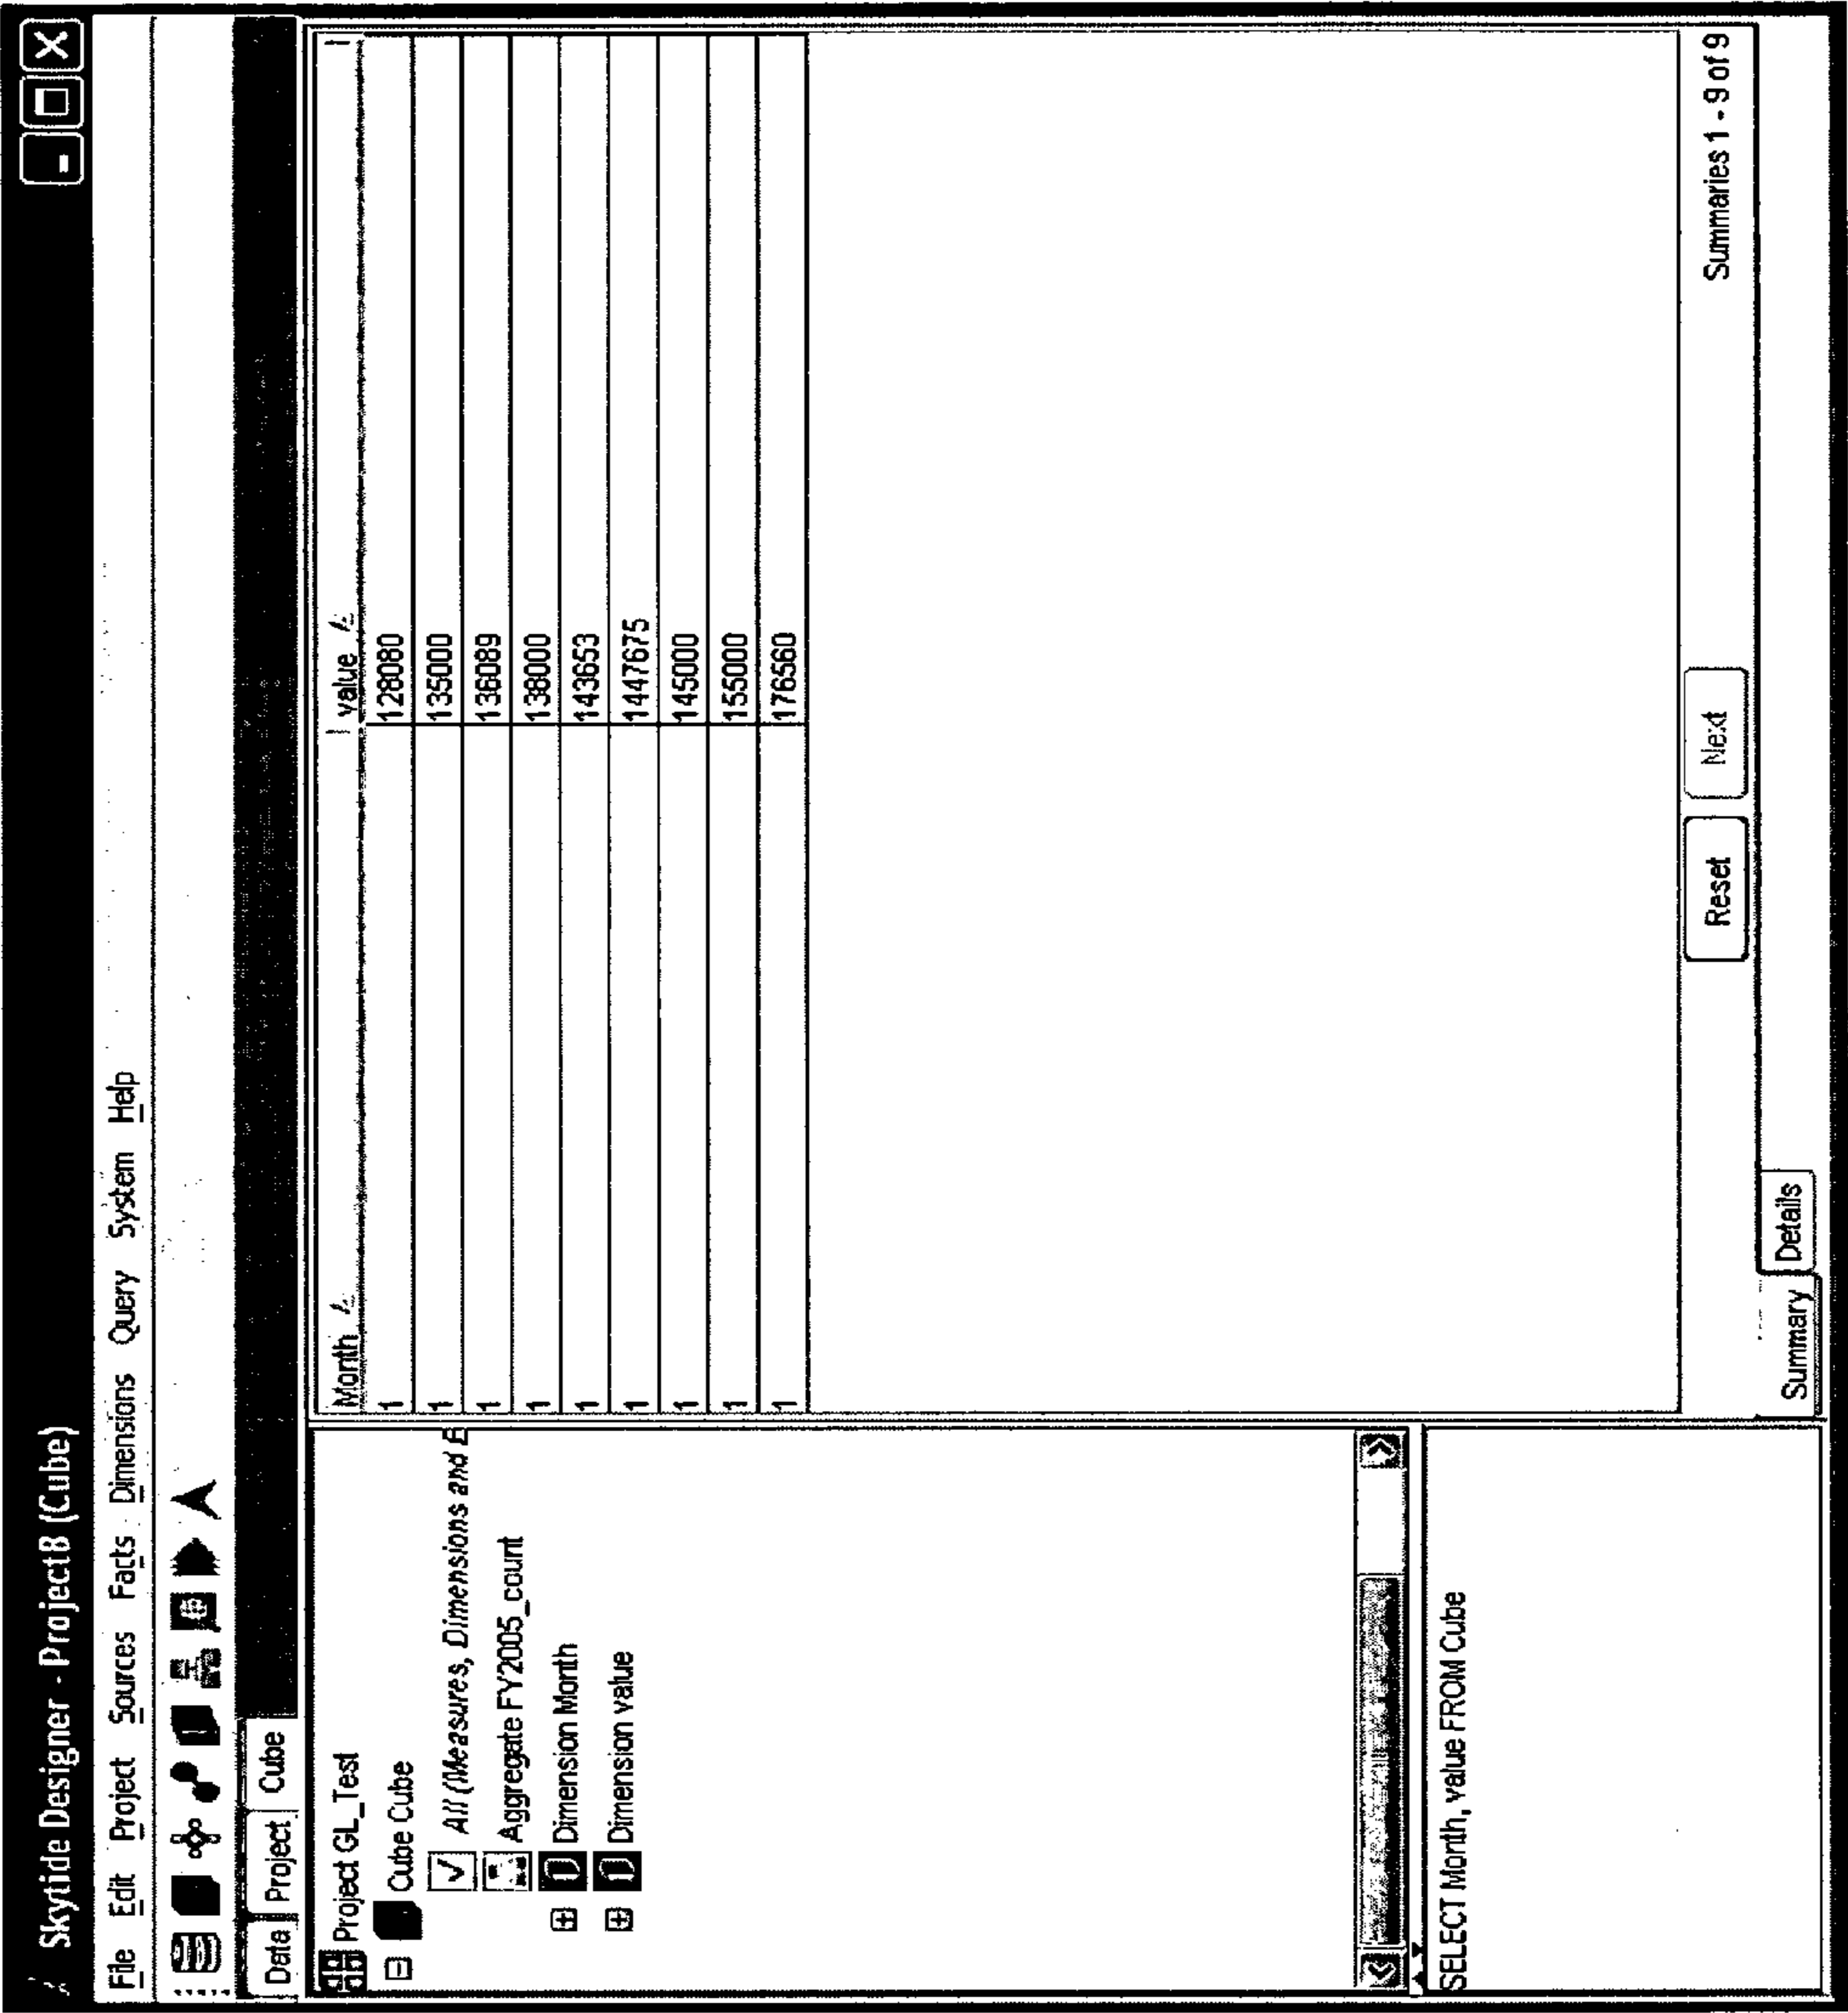 Skytide Designer - ProjectB (Cube)
File Edit Project Sources Facts Dimensions Query System Help
Data Project Cube
Project GL_Test
Cube Cube
All (Measures, Dimensions and
Aggregate FY2005_count
Dimension Month
Dimension value
SELECT Month, value FROM Cube
Month value
1 128080
1 135000
1 136089
1 138000
1 143653
1 1447675
1 145000
1 155000
1 176560
Reset Next Summaries 1 - 9 of 9
Summary Details